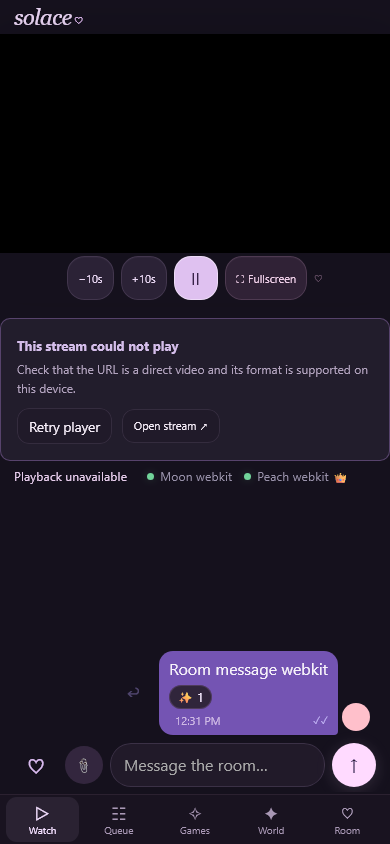 solace♡
−10s
+10s
Fullscreen
This stream could not play
Check that the URL is a direct video and its format is supported on
this device.
Retry player
Open stream ↗
Playback unavailable
Moon webkit
Peach webkit 👑
Room message webkit
✨ 1
12:31 PM ✓✓
Message the room...
Watch
Queue
Games
World
Room